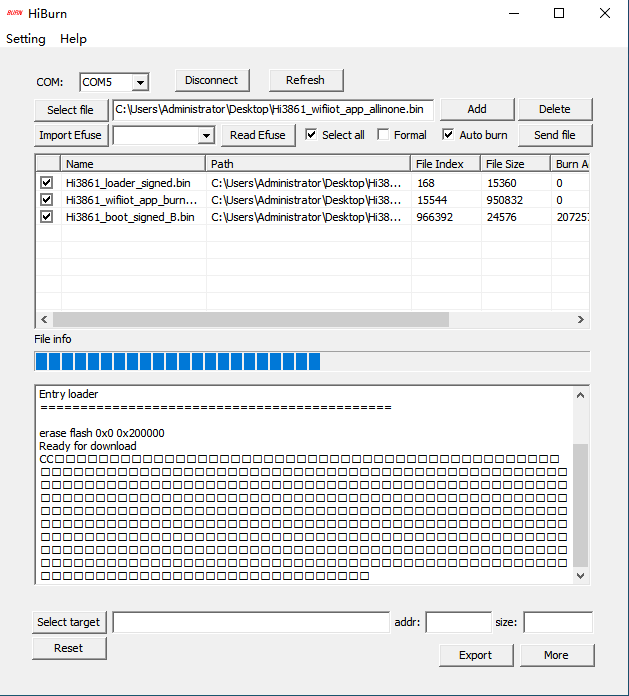 BURN HiBurn
Setting Help
COM: COM5 Disconnect Refresh
Select file C:\Users\Administrator\Desktop\Hi3861_wifiiot_app_allinone.bin Add Delete
Import Efuse Read Efuse Select all Formal Auto burn Send file
Name Path File Index File Size Burn A
Hi3861_loader_signed.bin C:\Users\Administrator\Desktop\Hi38... 168 15360 0
Hi3861_wifiiot_app_burn... C:\Users\Administrator\Desktop\Hi38... 15544 950832 0
Hi3861_boot_signed_B.bin C:\Users\Administrator\Desktop\Hi38... 966392 24576 207257
File info
Entry loader
============================================
erase flash 0x0 0x200000
Ready for download
CC
Select target addr: size:
Reset
Export More